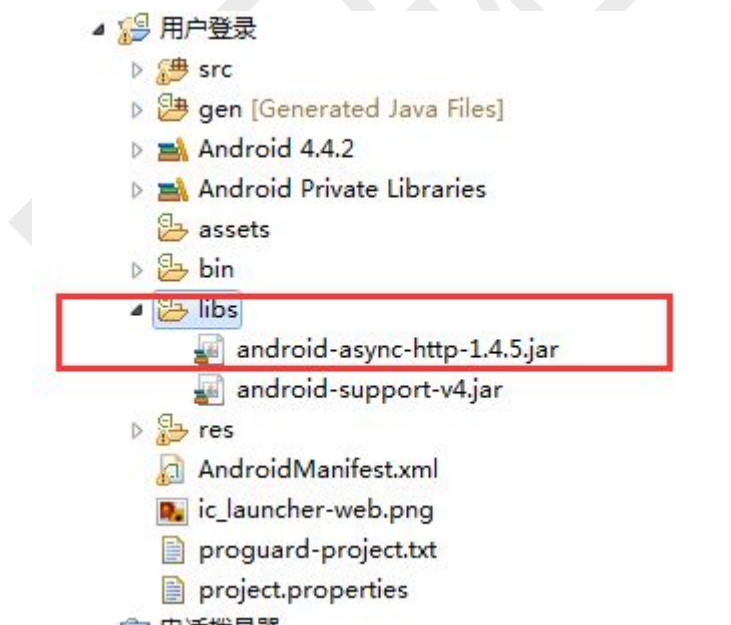 用户登录
src
gen [Generated Java Files]
Android 4.4.2
Android Private Libraries
assets
bin
libs
android-async-http-1.4.5.jar
android-support-v4.jar
res
AndroidManifest.xml
ic_launcher-web.png
proguard-project.txt
project.properties